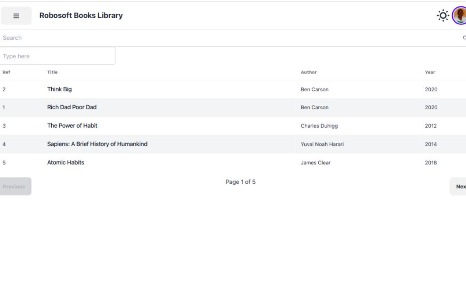 Robosoft Books Library
Search
Type here
Ref Title Author Year
2 Think Big Ben Carson 2020
1 Rich Dad Poor Dad Ben Carson 2020
3 The Power of Habit Charles Duhigg 2012
4 Sapiens: A Brief History of Humankind Yuval Noah Harari 2014
5 Atomic Habits James Clear 2018
Previous Page 1 of 5 Nex